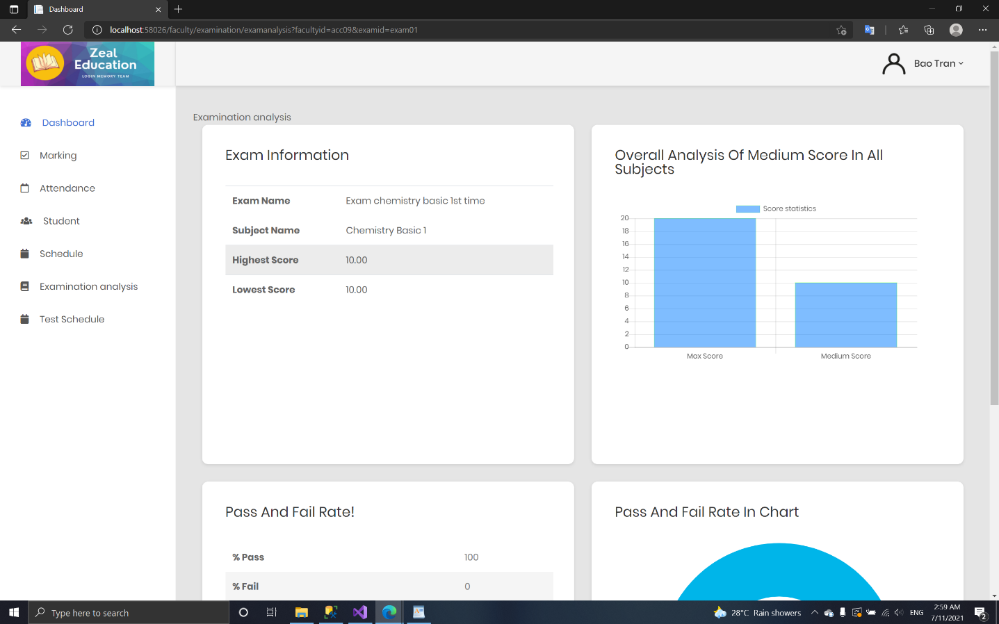 Dashboard
localhost:58026/faculty/examination/examanalysis?facultyid=acc09&examid=exam01
Zeal
Education
LOGIN MEMORY TEAM
Bao Tran
Dashboard
Marking
Attendance
Student
Schedule
Examination analysis
Test Schedule
Examination analysis
Exam Information
Exam Name Exam chemistry basic 1st time
Subject Name Chemistry Basic 1
Highest Score 10.00
Lowest Score 10.00
Overall Analysis Of Medium Score In All
Subjects
Score statistics
20
18
16
14
12
10
8
6
4
2
0
Max Score Medium Score
Pass And Fail Rate!
% Pass 100
% Fail 0
Pass And Fail Rate In Chart
Type here to search
28°C Rain showers
ENG
2:59 AM
7/11/2021
2